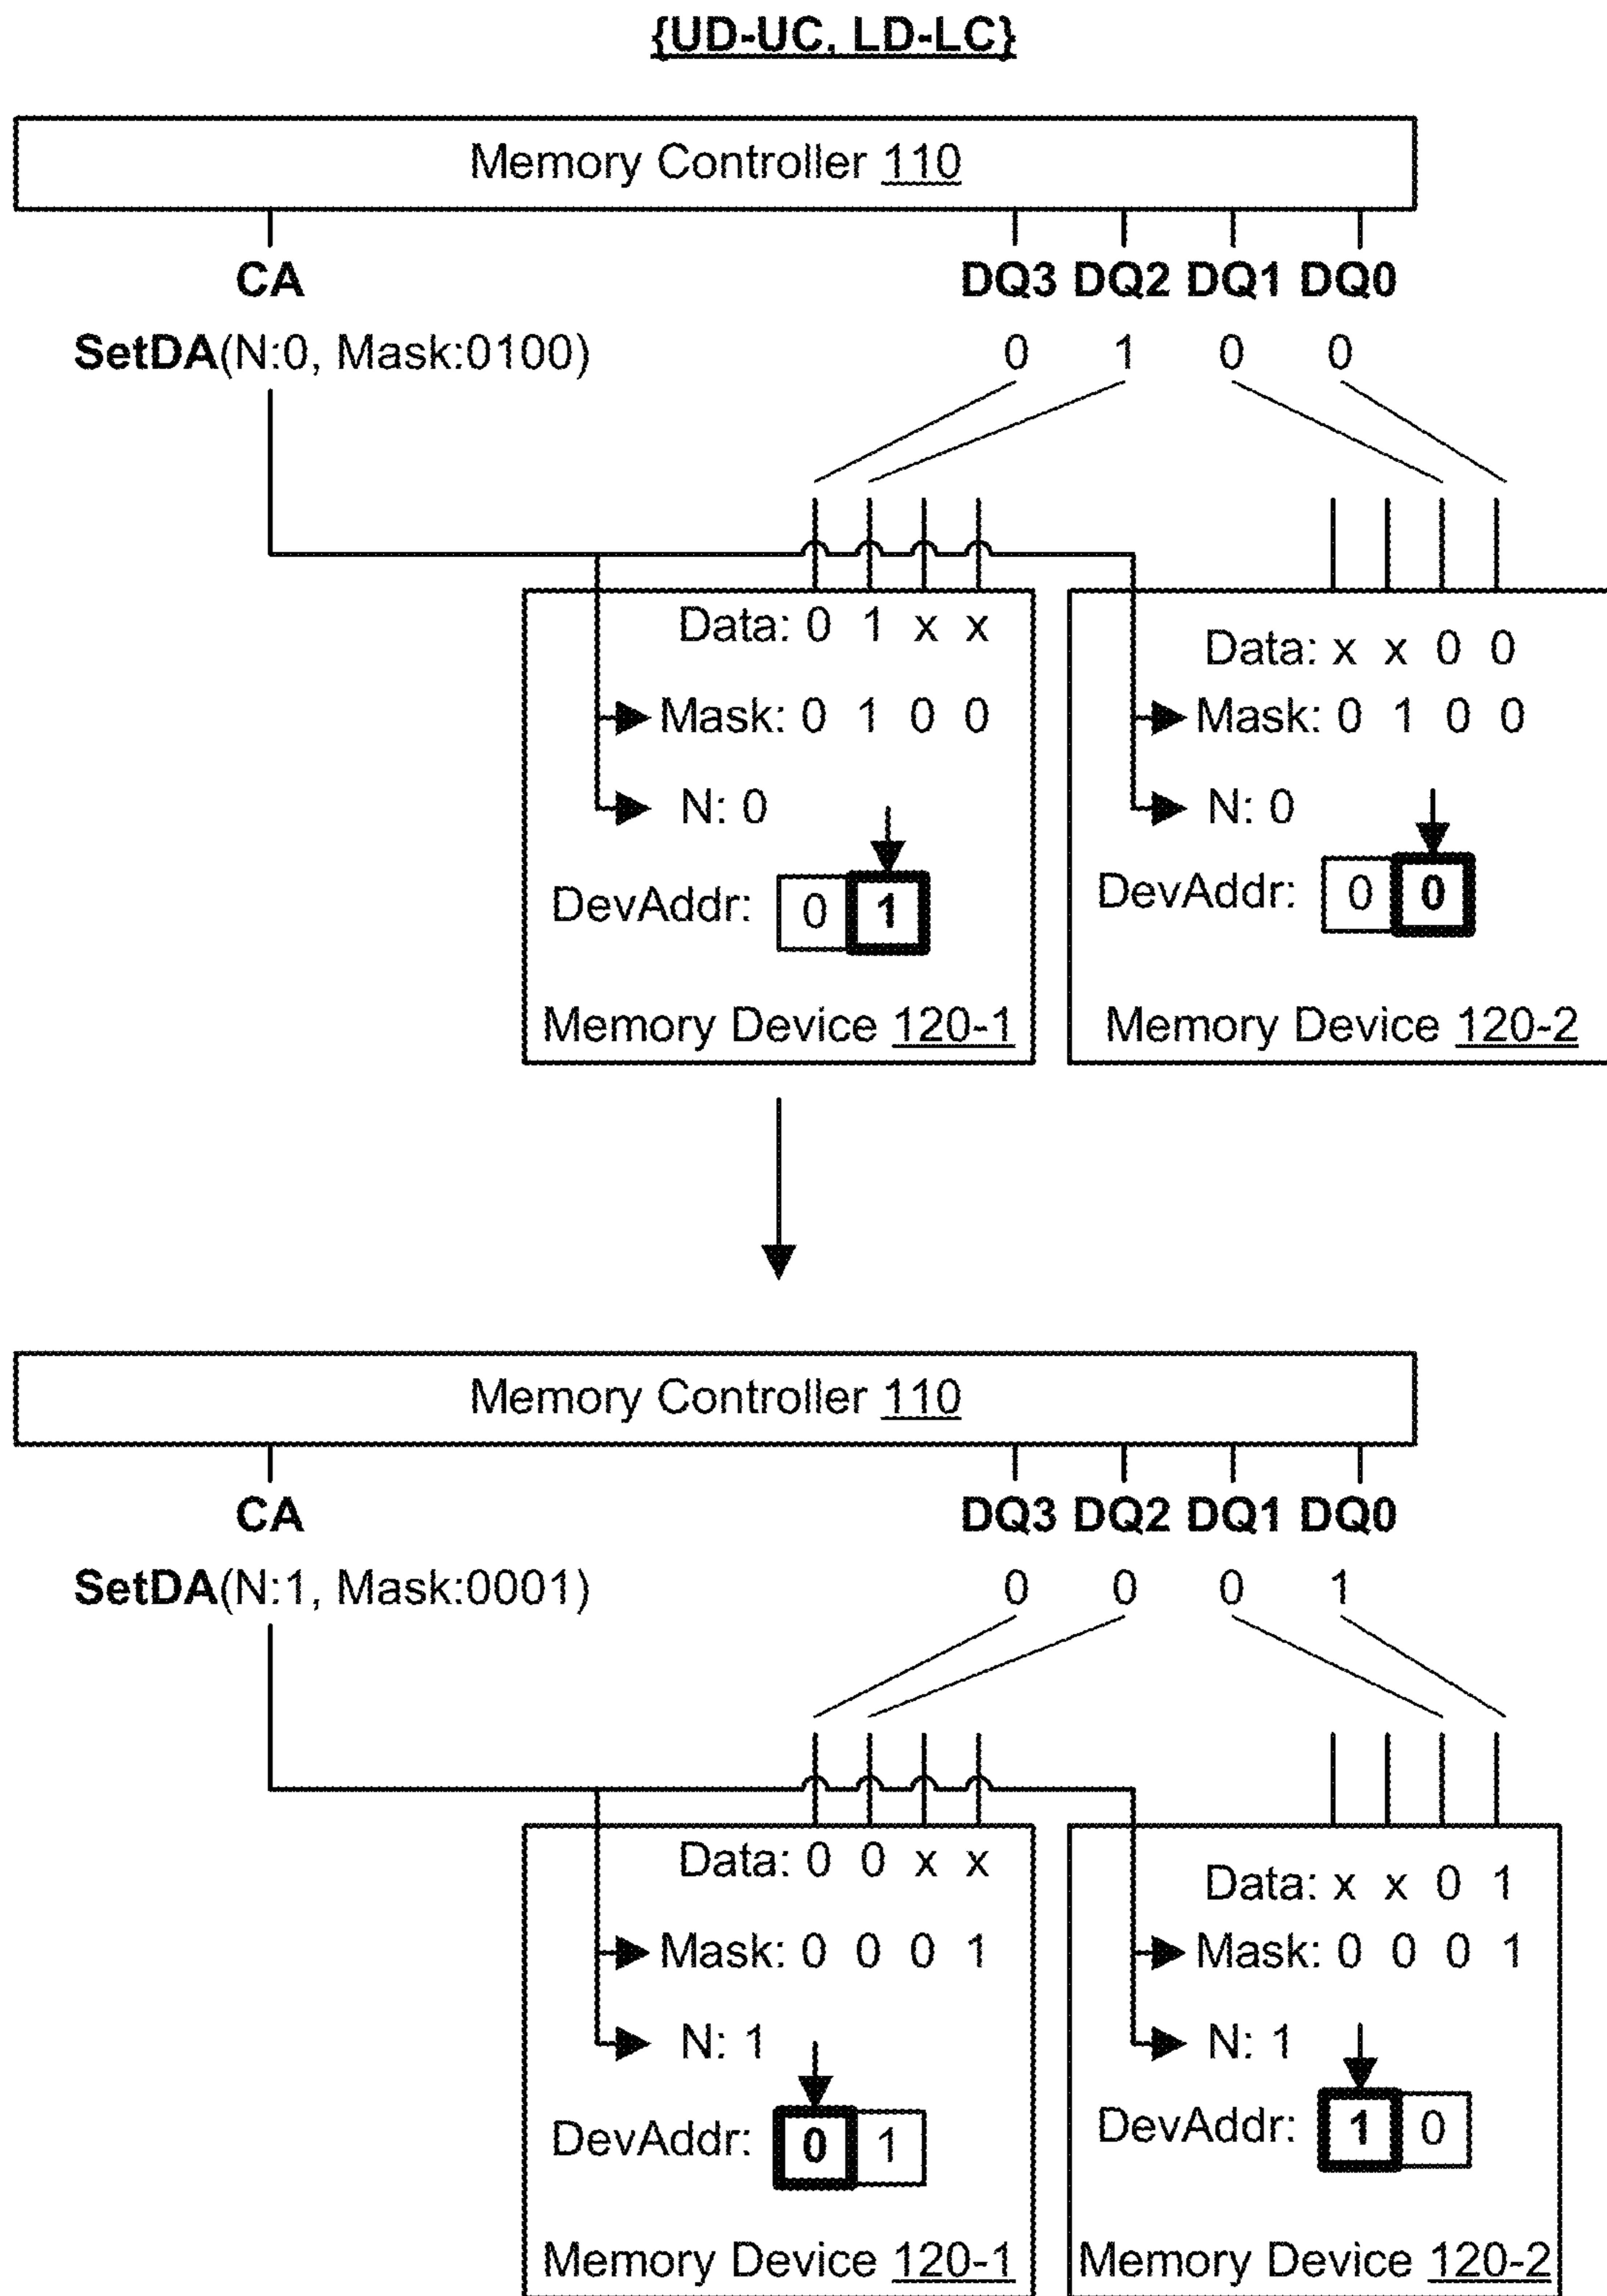 {UD-UC, LD-LC}
Memory Controller 110
CA DQ3 DQ2 DQ1 DQ0
SetDA(N:0, Mask:0100) 0 1 0 0
Data: 0 1 x x
Mask: 0 1 0 0
N: 0
DevAddr: 0 1
Memory Device 120-1
Data: x x 0 0
Mask: 0 1 0 0
N: 0
DevAddr: 0 0
Memory Device 120-2
Memory Controller 110
CA DQ3 DQ2 DQ1 DQ0
SetDA(N:1, Mask:0001) 0 0 0 1
Data: 0 0 x x
Mask: 0 0 0 1
N: 1
DevAddr: 0 1
Memory Device 120-1
Data: x x 0 1
Mask: 0 0 0 1
N: 1
DevAddr: 1 0
Memory Device 120-2